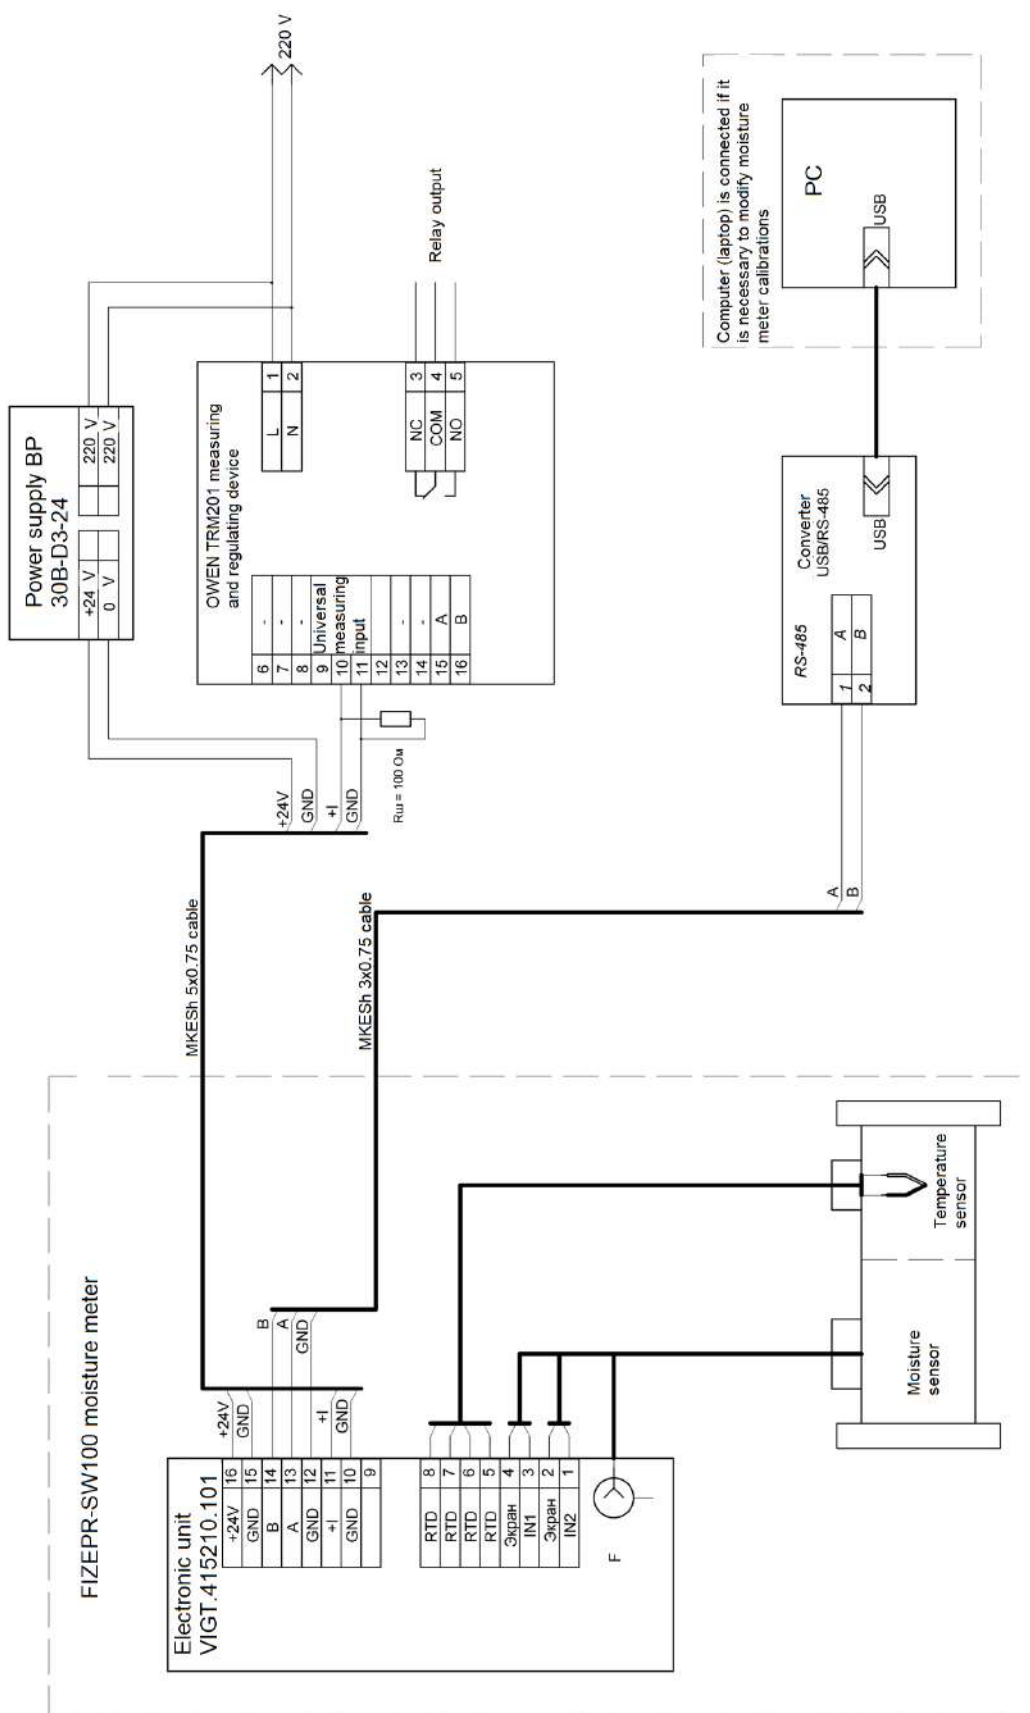 FIZEPR-SW100 moisture meter
Electronic unit
VIGT.415210.101
+24V 16
GND 15
B 14
A 13
GND 12
+I 11
GND 10
9
RTD 8
RTD 7
RTD 6
RTD 5
Экран 4
IN1 3
Экран 2
IN2 1
F
+24V
GND
B
A
GND
+I
GND
Moisture
sensor
Temperature
sensor
MKESh 5x0.75 cable
MKESh 3x0.75 cable
+24V
GND
+I
GND
Rш = 100 Ом
A
B
Power supply BP
30B-D3-24
+24 V 220 V
0 V 220 V
OWEN TRM201 measuring
and regulating device
6 -
7 -
8 -
9 Universal
10 measuring
11 input
12
13 -
14 -
15 A
16 B
L 1
N 2
NC 3
COM 4
NO 5
220 V
Relay output
RS-485
1 A
2 B
Converter
USB/RS-485
USB
Computer (laptop) is connected if it
is necessary to modify moisture
meter calibrations
PC
USB